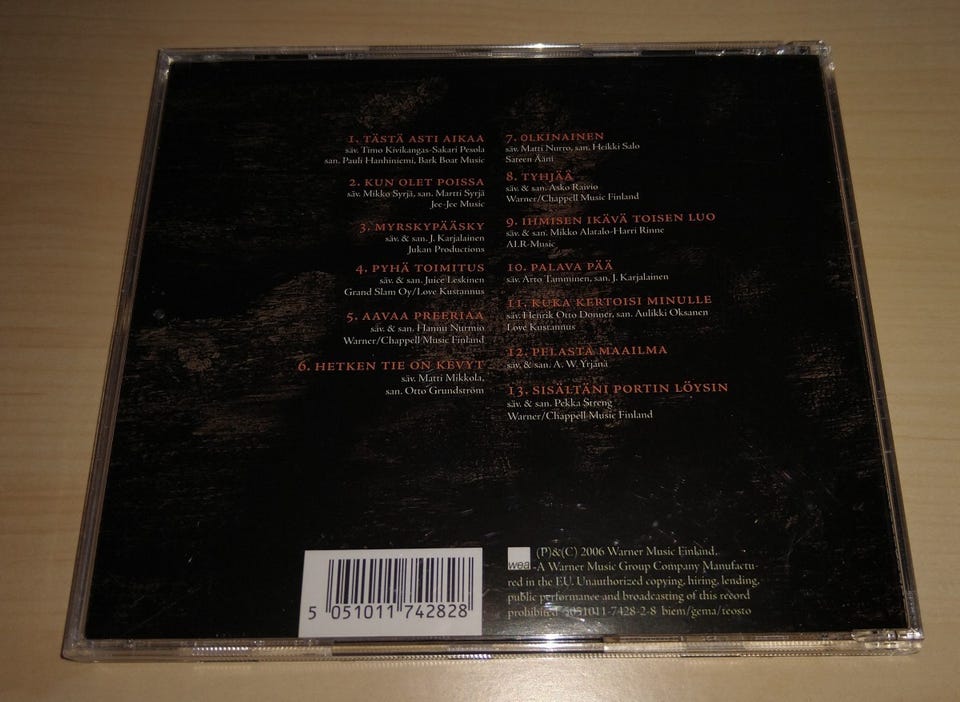 1. TÄSTÄ ASTI AIKAA
säv. Timo Kivikangas-Sakari Pesola
san. Pauli Hanhiniemi, Bark Boat Music
2. KUN OLET POISSA
säv. Mikko Syrjä, san. Martti Syrjä
Jee-Jee Music
3. MYRSKYPÄÄSKY
säv. & san. J. Karjalainen
Jukan Productions
4. PYHÄ TOIMITUS
säv. & san. Juice Leskinen
Grand Slam Oy/Love Kustannus
5. AAVAA PREERIAA
säv. & san. Hannu Nurmio
Warner/Chappell Music Finland
6. HETKEN TIE ON KEVYT
säv. Matti Mikkola,
san. Otto Grundström
7. OLKINAINEN
säv. Matti Nurro, san. Heikki Salo
Sateen Ääni
8. TYHJÄÄ
säv. & san. Asko Raivio
Warner/Chappell Music Finland
9. IHMISEN IKÄVÄ TOISEN LUO
säv. & san. Mikko Alatalo-Harri Rinne
AI.R-Music
10. PALAVA PÄÄ
säv. Arto Tamminen, san. J. Karjalainen
11. KUKA KERTOISI MINULLE
säv. Henrik Otto Donner, san. Aulikki Oksanen
Love Kustannus
12. PELASTA MAAILMA
säv. & san. A. W. Yrjänä
13. SISÄLTÄNI PORTIN LÖYSIN
säv. & san. Pekka Streng
Warner/Chappell Music Finland
5 051011 742828
wea
(P)&(C) 2006 Warner Music Finland,
-A Warner Music Group Company Manufactu-
red in the EU. Unauthorized copying, hiring, lending,
public performance and broadcasting of this record
prohibited 5051011-7428-2-8 biem/gema/teosto